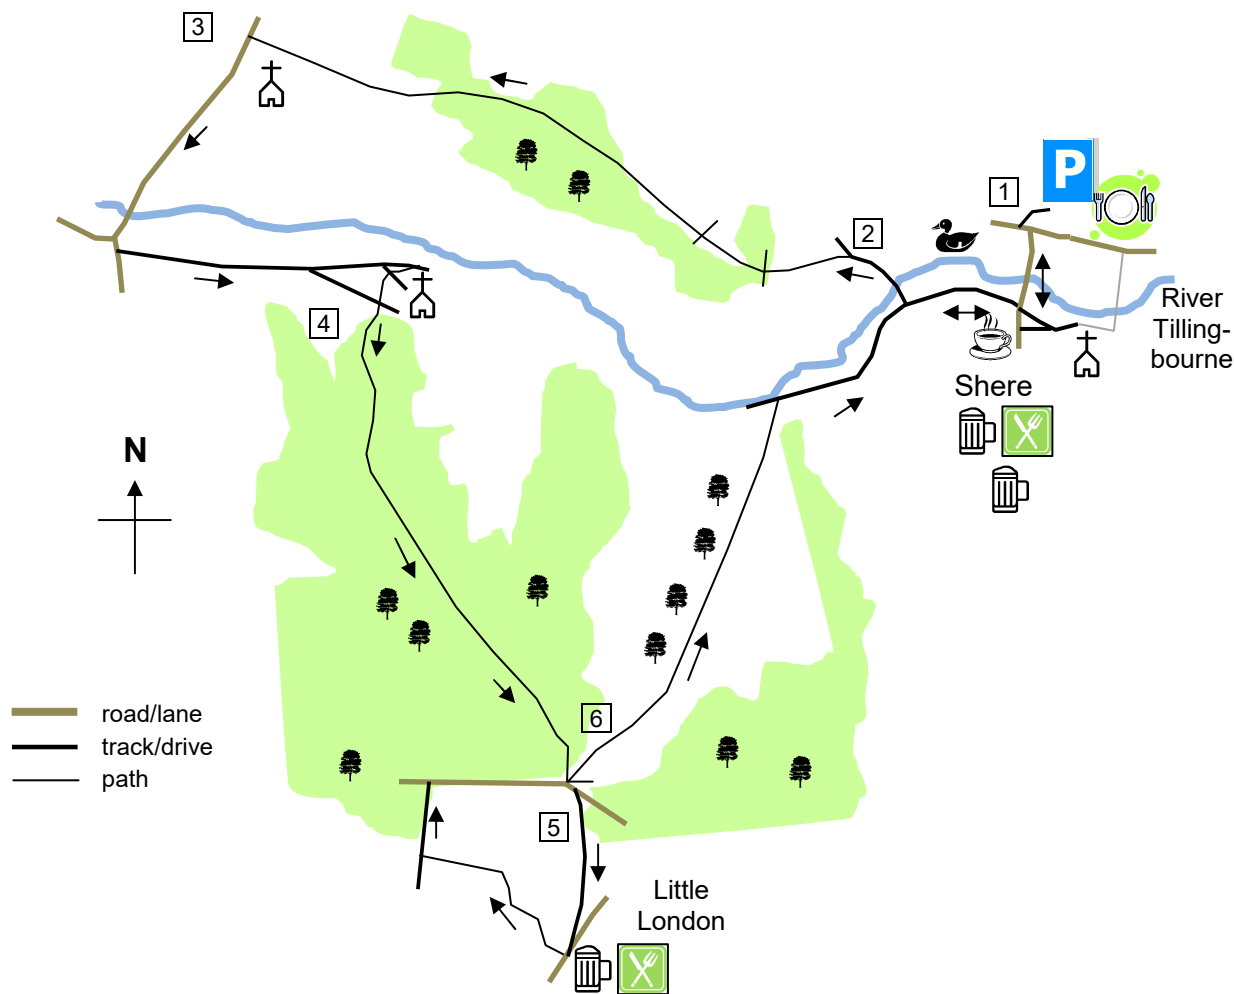 3
P
1
2
River
Tilling-
bourne
4
Shere
N
road/lane
track/drive
path
6
5
Little
London